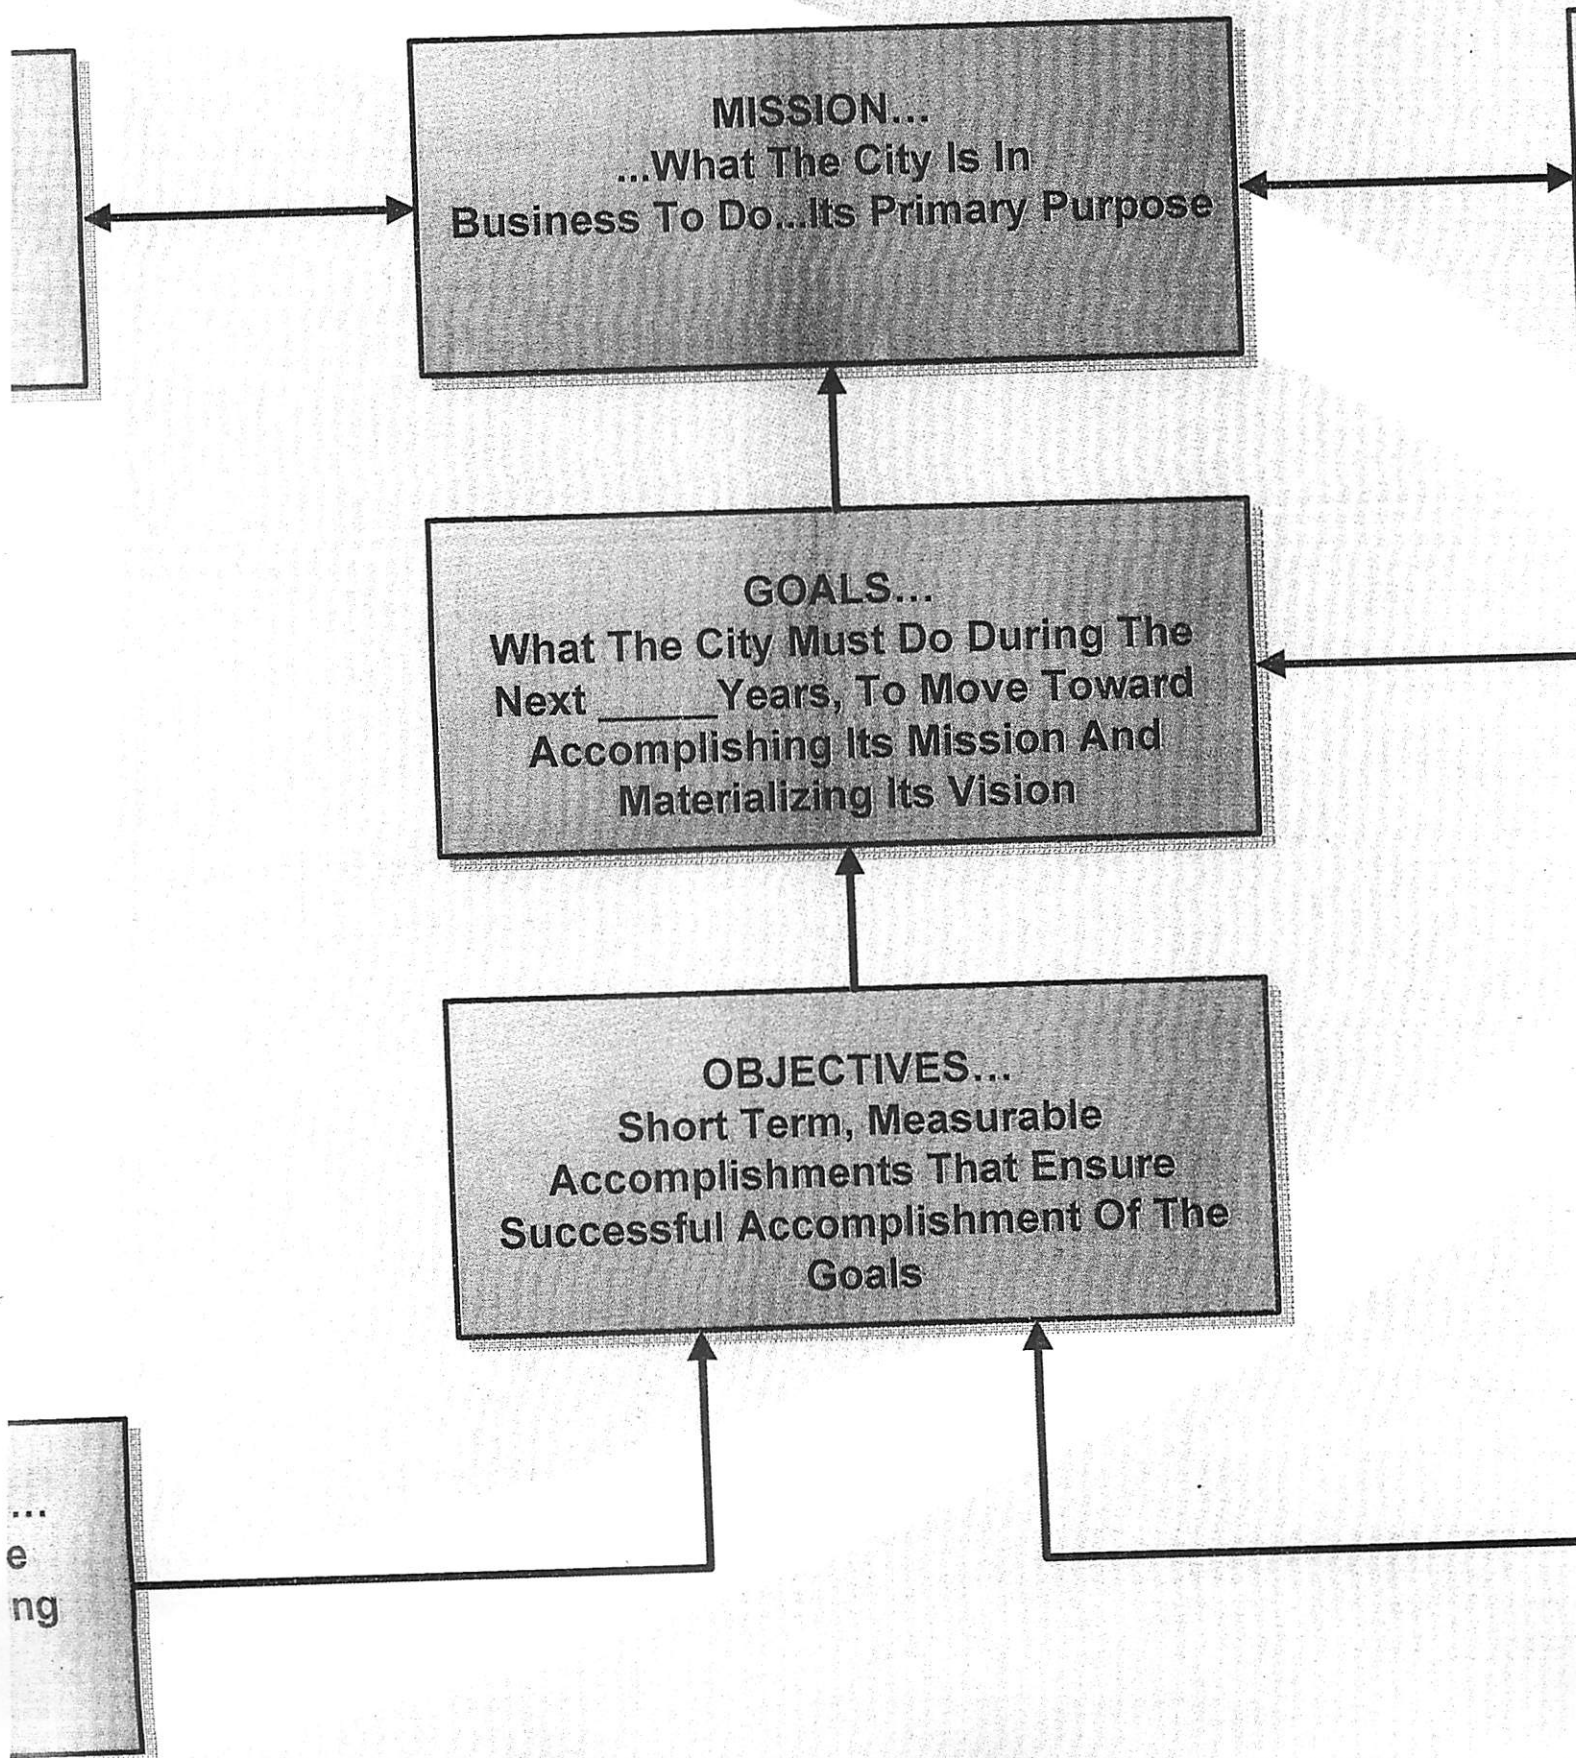 MISSION...
...What The City Is In
Business To Do...Its Primary Purpose
GOALS...
What The City Must Do During The
Next _____Years, To Move Toward
Accomplishing Its Mission And
Materializing Its Vision
OBJECTIVES...
Short Term, Measurable
Accomplishments That Ensure
Successful Accomplishment Of The
Goals
...
e
ng